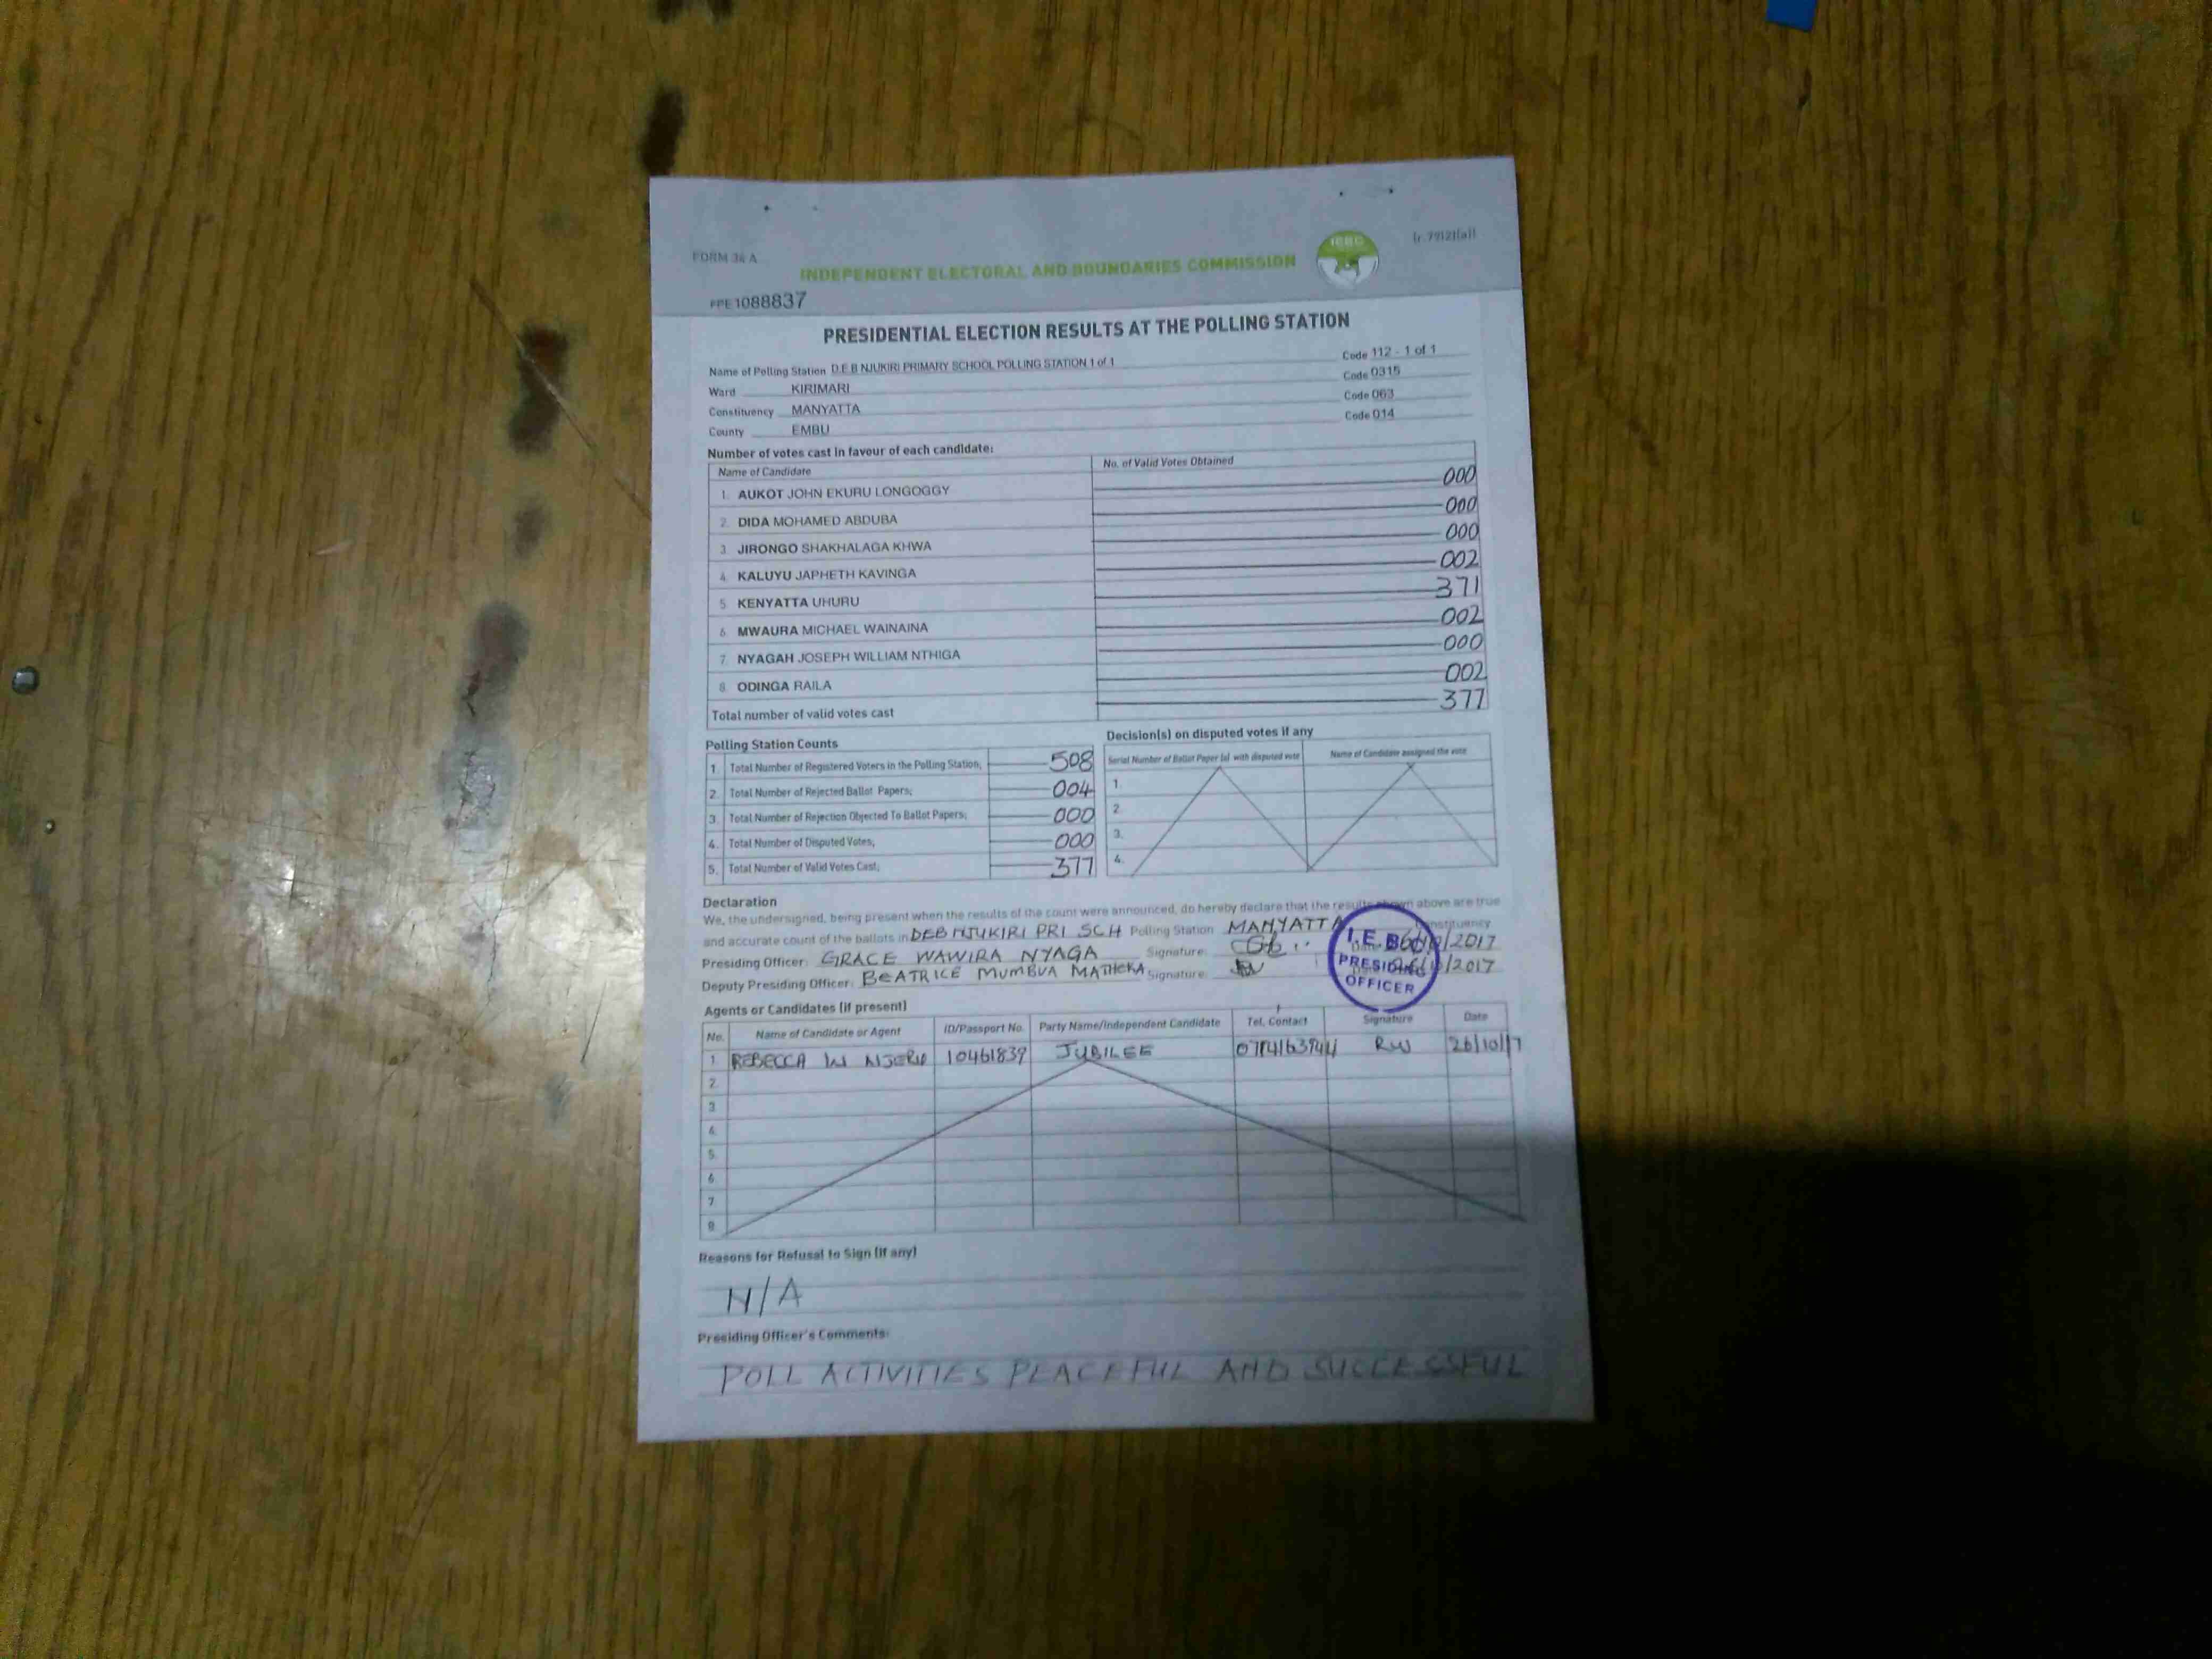 FORM 34 A
INDEPENDENT ELECTORAL AND BOUNDARIES COMMISSION
IEBC
PPE 1088837
PRESIDENTIAL ELECTION RESULTS AT THE POLLING STATION
Name of Polling Station D.E.B NJUKIRI PRIMARY SCHOOL POLLING STATION 1 of 1 Code 112 - 1 of 1
Ward KIRIMARI Code 0315
Constituency MANYATTA Code 063
County EMBU Code 014
Number of votes cast in favour of each candidate:
Name of Candidate No. of Valid Votes Obtained
1. AUKOT JOHN EKURU LONGOGGY 000
2. DIDA MOHAMED ABDUBA 000
3. JIRONGO SHAKHALAGA KHWA 000
4. KALUYU JAPHETH KAVINGA 002
5. KENYATTA UHURU 371
6. MWAURA MICHAEL WAINAINA 002
7. NYAGAH JOSEPH WILLIAM NTHIGA 000
8. ODINGA RAILA 002
Total number of valid votes cast 377
Polling Station Counts
1. Total Number of Registered Voters in the Polling Station; 508
2. Total Number of Rejected Ballot Papers; 004
3. Total Number of Rejection Objected To Ballot Papers; 000
4. Total Number of Disputed Votes; 000
5. Total Number of Valid Votes Cast; 377
Decision(s) on disputed votes if any
Serial Number of Ballot Paper (s) with disputed vote Name of Candidate assigned the vote
1.
2.
3.
4.
Declaration
We, the undersigned, being present when the results of the count were announced, do hereby declare that the results shown above are true
and accurate count of the ballots in DEB NJUKIRI PRI SCH Polling Station MANYATTA Constituency
Presiding Officer: GRACE WAWIRA NYAGA Signature: Date 26/10/2017
Deputy Presiding Officer: BEATRICE MUMBUA MATHEKA Signature: 26/10/2017
I.E.B.C
PRESIDING
OFFICER
Agents or Candidates (if present)
No. Name of Candidate or Agent ID/Passport No. Party Name/Independent Candidate Tel. Contact Signature Date
1. REBECCA W NJERU 10461839 JUBILEE RW 26/10/17
2.
3.
4.
5.
6.
7.
8.
Reasons for Refusal to Sign (if any)
N/A
Presiding Officer's Comments:
POLL ACTIVITIES PEACEFUL AND SUCCESSFUL